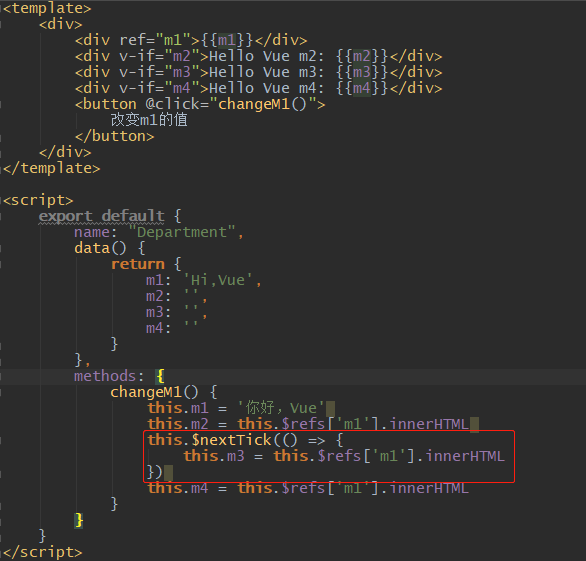 <template>
    <div>
        <div ref="m1">{{m1}}</div>
        <div v-if="m2">Hello Vue m2: {{m2}}</div>
        <div v-if="m3">Hello Vue m3: {{m3}}</div>
        <div v-if="m4">Hello Vue m4: {{m4}}</div>
        <button @click="changeM1()">
            改变m1的值
        </button>
    </div>
</template>

<script>
    export default {
        name: "Department",
        data() {
            return {
                m1: 'Hi,Vue',
                m2: '',
                m3: '',
                m4: ''
            }
        },
        methods: {
            changeM1() {
                this.m1 = '你好，Vue'
                this.m2 = this.$refs['m1'].innerHTML
                this.$nextTick(() => {
                    this.m3 = this.$refs['m1'].innerHTML
                })
                this.m4 = this.$refs['m1'].innerHTML
            }
        }
    }
</script>